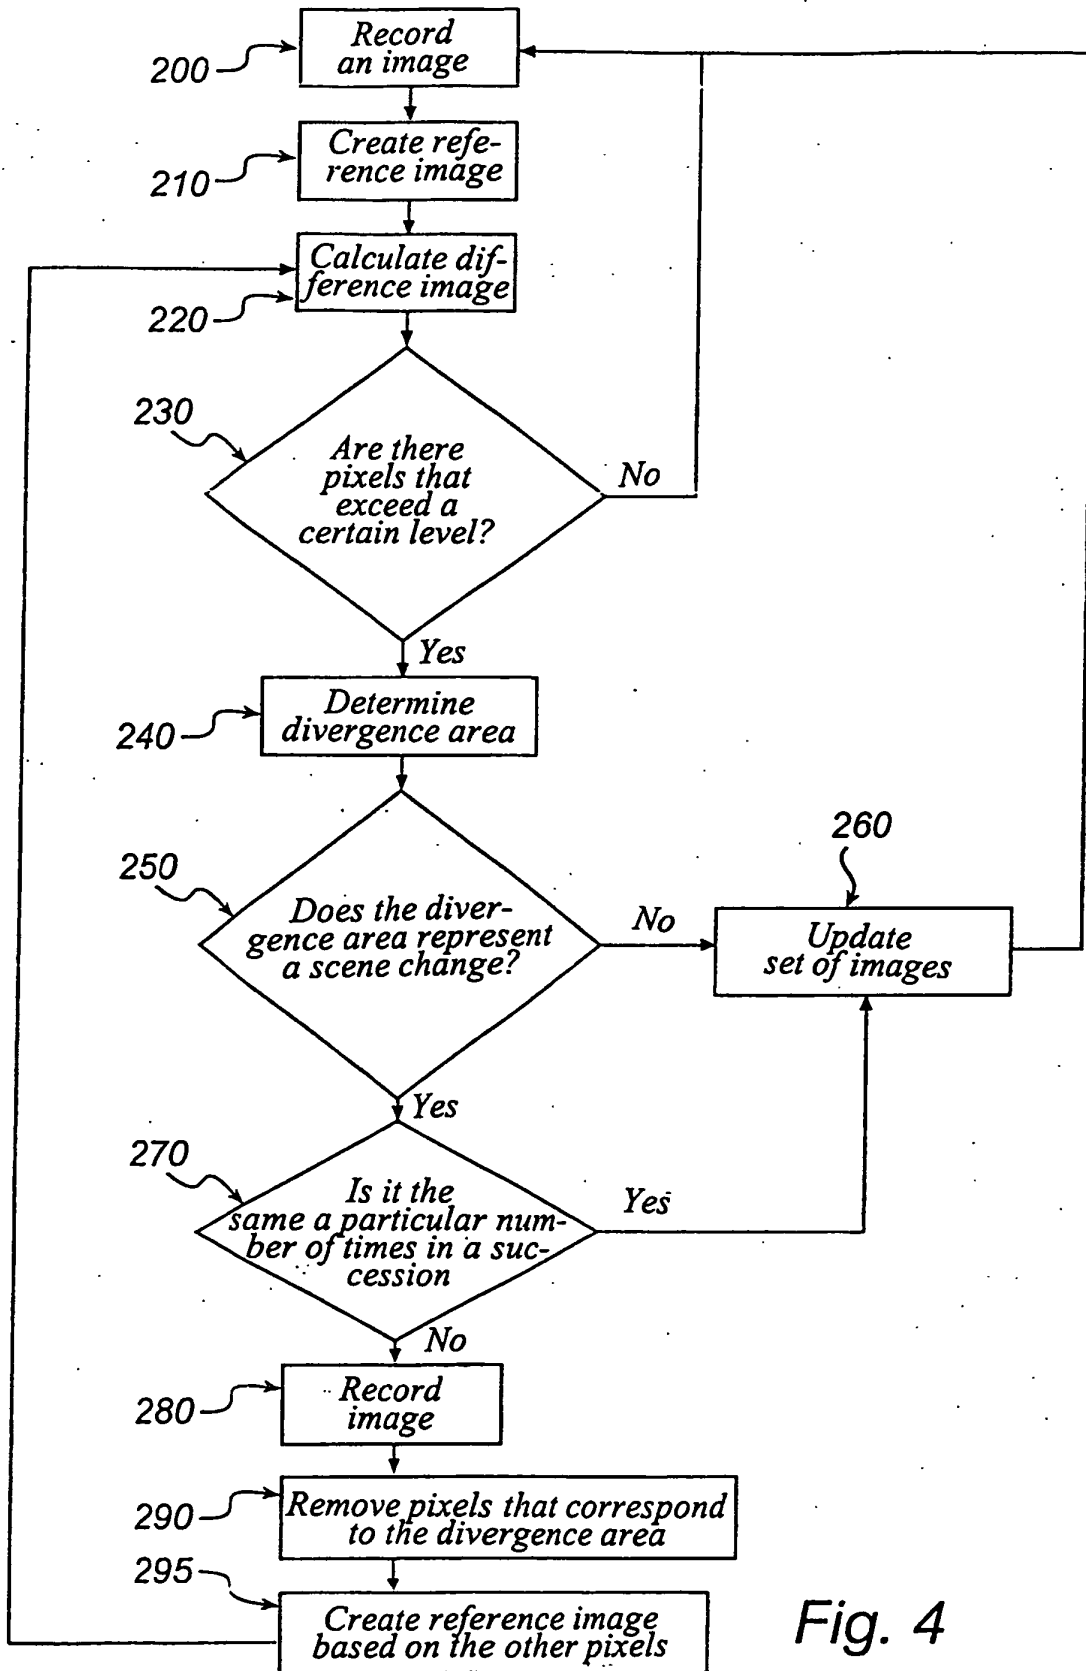 Record
an image
200
Create refe-
rence image
210
Calculate dif-
ference image
220
230
Are there
pixels that
exceed a
certain level?
No
Yes
Determine
divergence area
240
250
Does the diver-
gence area represent
a scene change?
No
260
Update
set of images
Yes
270
Is it the
same a particular num-
ber of times in a suc-
cession
Yes
No
Record
image
280
Remove pixels that correspond
to the divergence area
290
295
Create reference image
based on the other pixels
Fig. 4